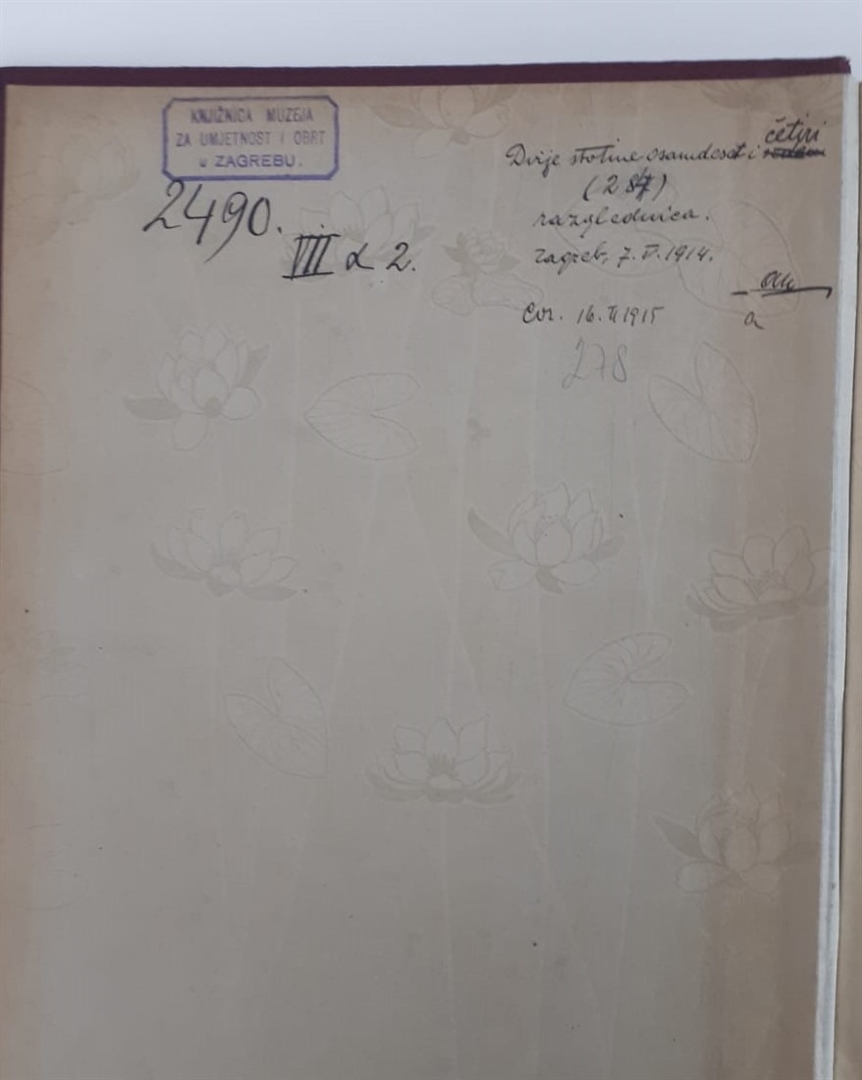 KNJIŽNICA MUZEJA
ZA UMJETNOST I OBRT
u ZAGREBU.
2490.
VIII α 2.
četiri
Dvije stotine osamdeset i
(284)
razglednica.
Zagreb, 7. V. 1914.
Cor. 16. II 1915
278